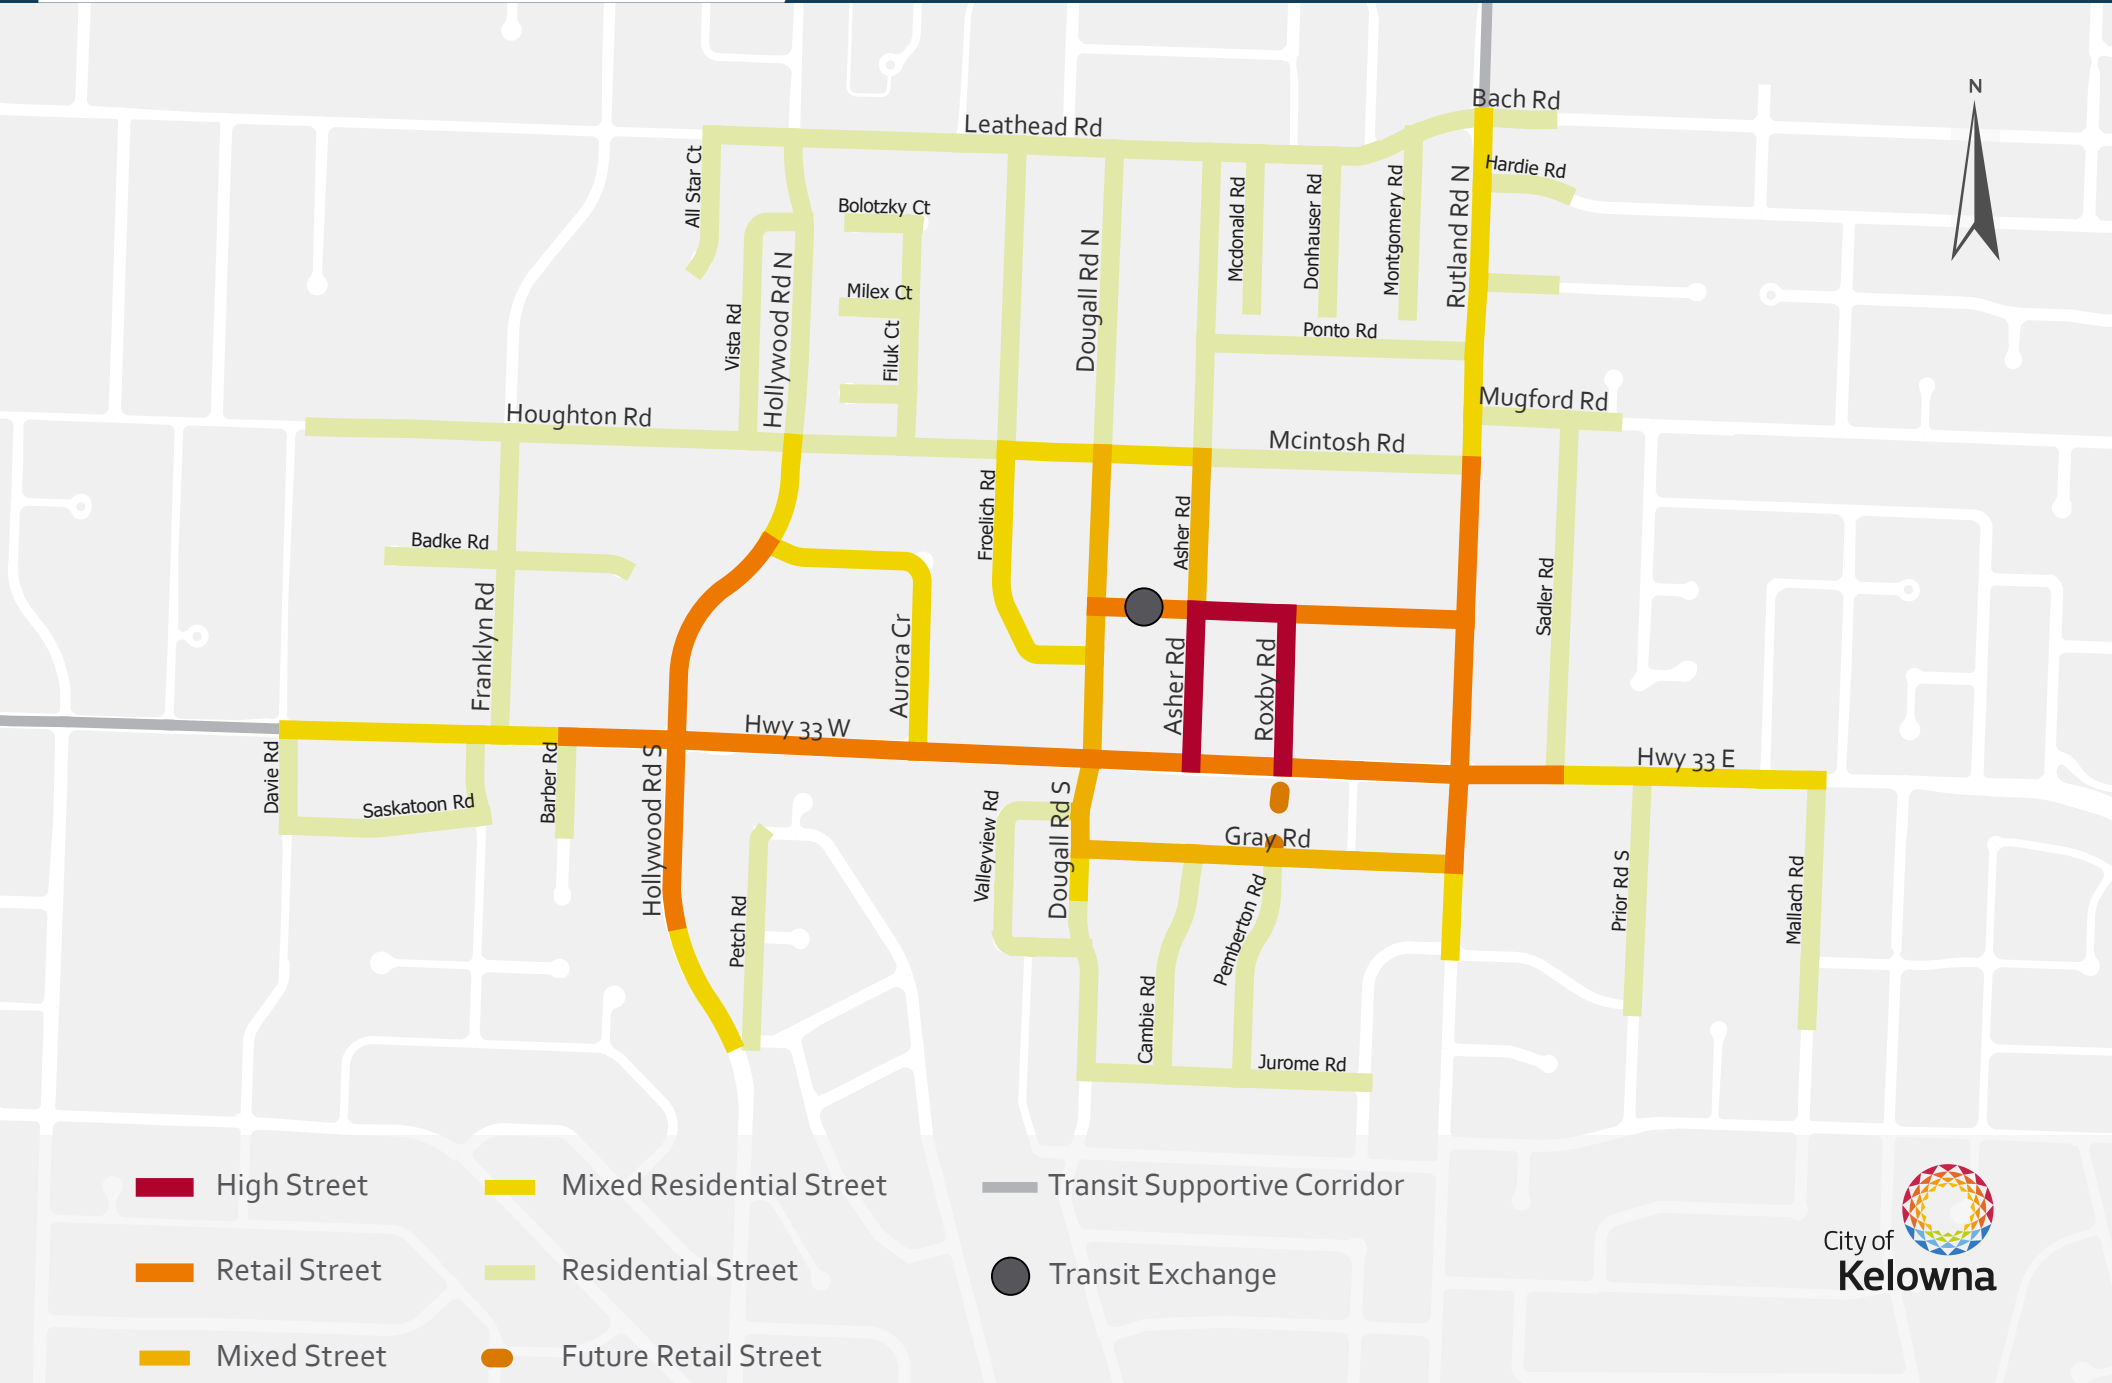 N
Bach Rd
Leathead Rd
Hardie Rd
All Star Ct
Bolotzky Ct
Mcdonald Rd
Donhauser Rd
Montgomery Rd
Rutland Rd N
Dougall Rd N
Hollywood Rd N
Vista Rd
Milex Ct
Filuk Ct
Ponto Rd
Mugford Rd
Houghton Rd
Mcintosh Rd
Froelich Rd
Asher Rd
Badke Rd
Franklyn Rd
Sadler Rd
Aurora Cr
Asher Rd
Roxby Rd
Hwy 33 W
Hwy 33 E
Davie Rd
Saskatoon Rd
Barber Rd
Hollywood Rd S
Petch Rd
Valleyview Rd
Dougall Rd S
Gray Rd
Pemberton Rd
Cambie Rd
Prior Rd S
Mallach Rd
Jurome Rd
High Street
Mixed Residential Street
Transit Supportive Corridor
Retail Street
Residential Street
Transit Exchange
Mixed Street
Future Retail Street
City of
Kelowna